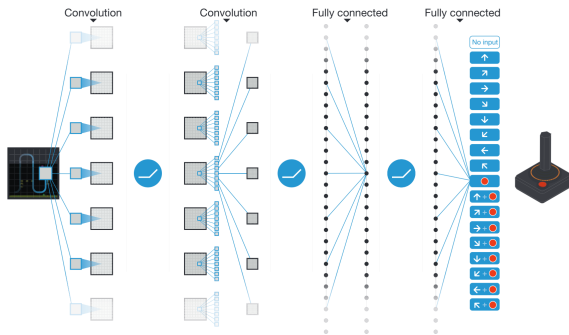 Convolution
Convolution
Fully connected
Fully connected
No input
+
+
+
+
+
+
+
+